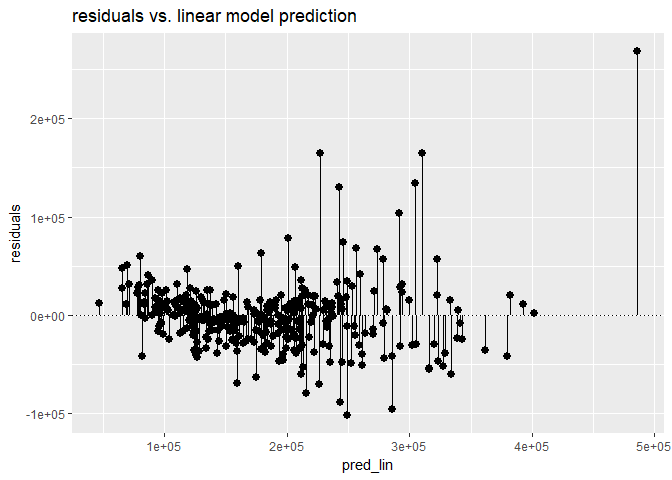 residuals vs. linear model prediction
residuals
2e+05
1e+05
0e+00
-1e+05
1e+05 2e+05 3e+05 4e+05 5e+05
pred_lin